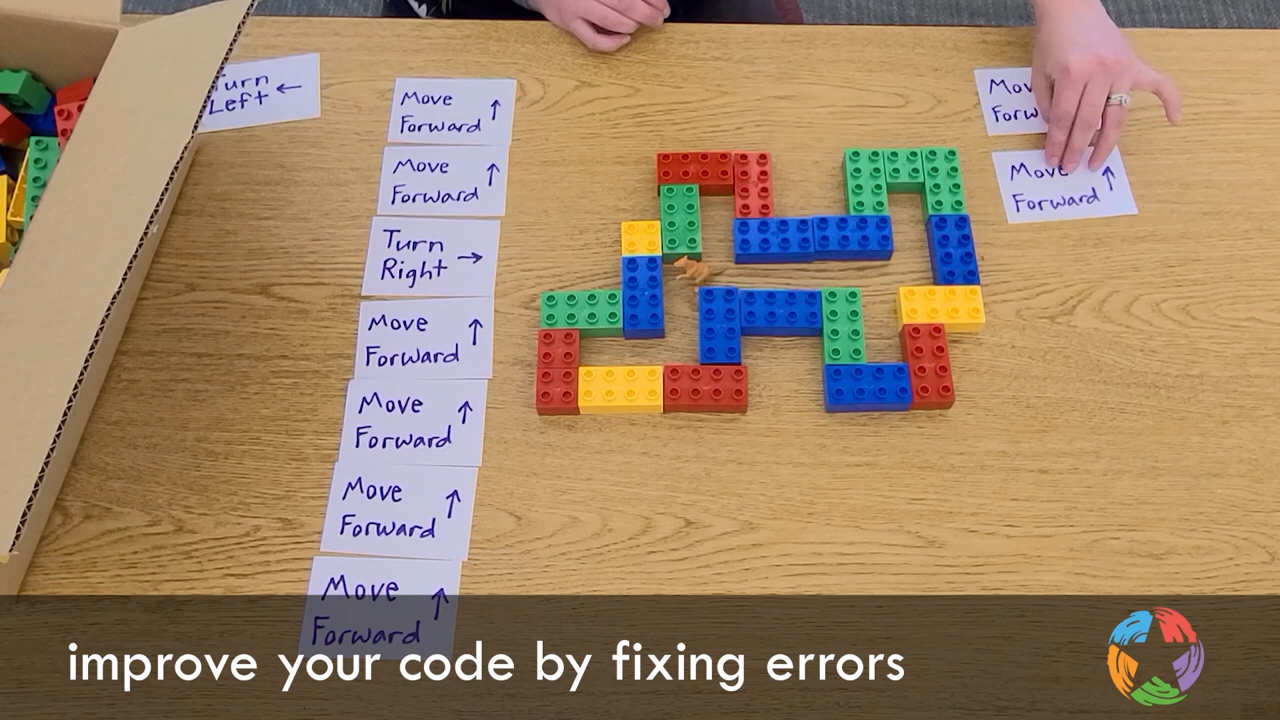 Turn
Left ←
Move
Forward ↑
Move
Forward ↑
Turn
Right →
Move
Forward ↑
Move
Forward ↑
Move
Forward ↑
Move
Forward ↑
Move
Forward ↑
improve your code by fixing errors